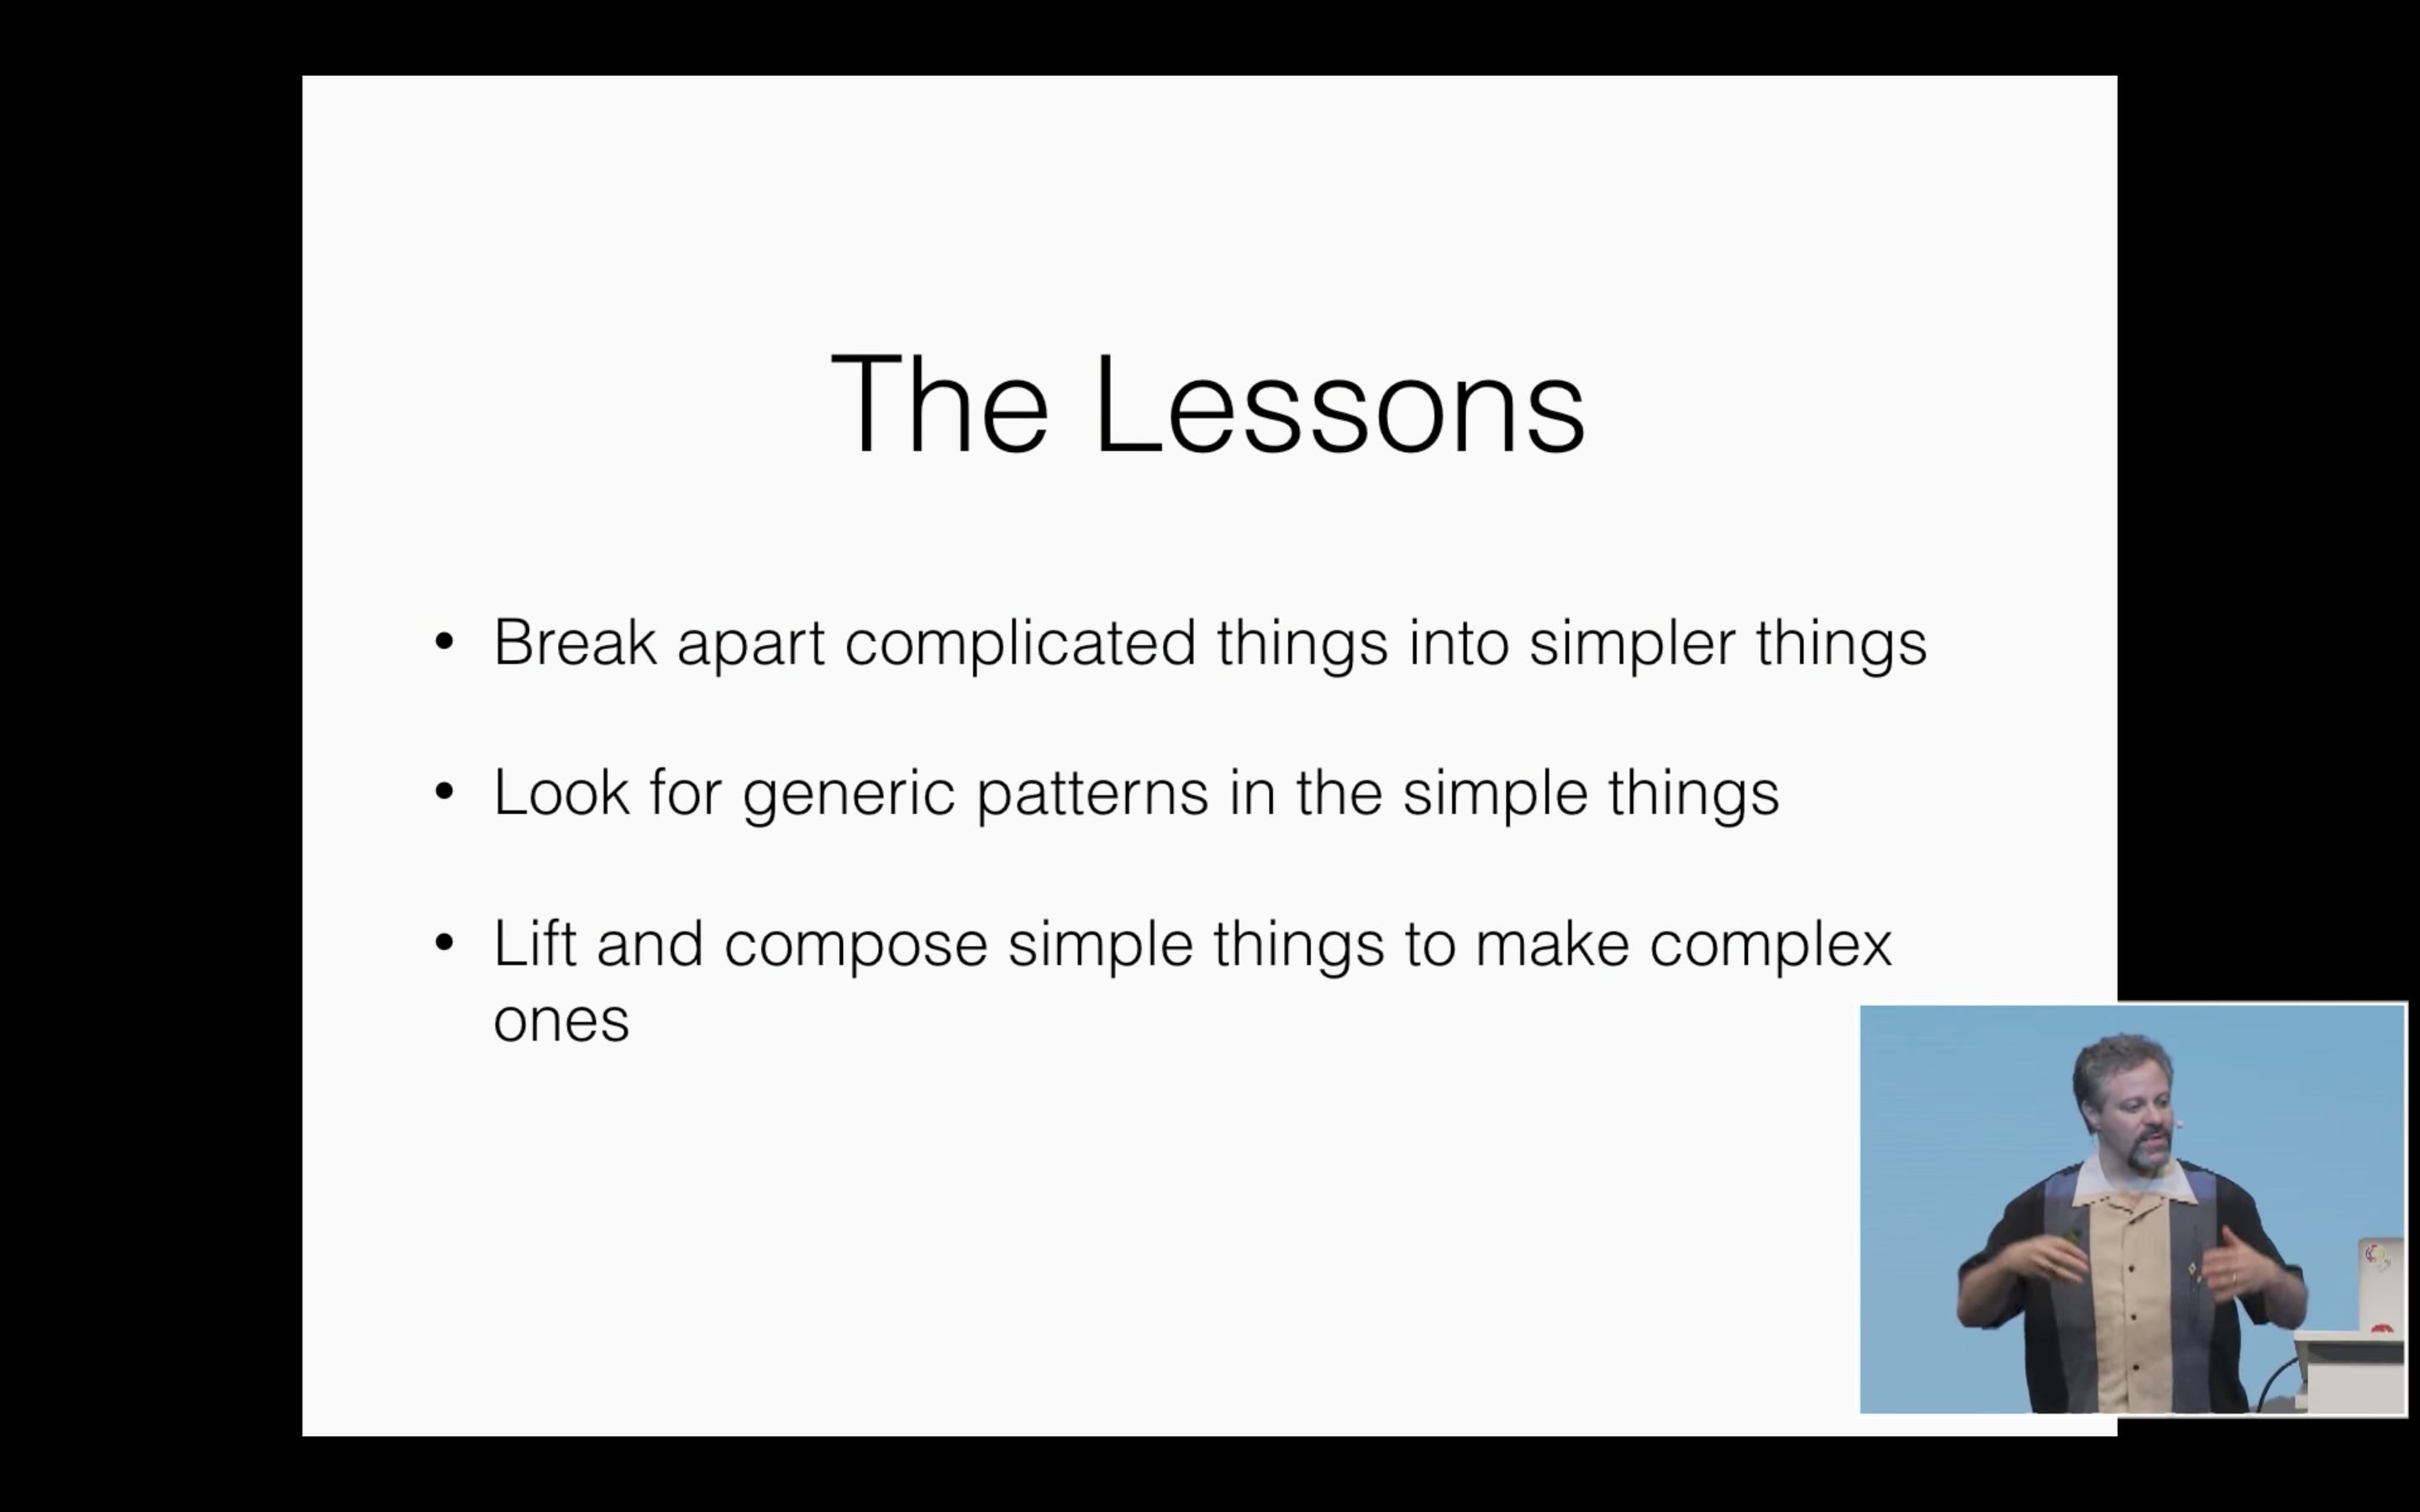 The Lessons
• Break apart complicated things into simpler things
• Look for generic patterns in the simple things
• Lift and compose simple things to make complex
ones